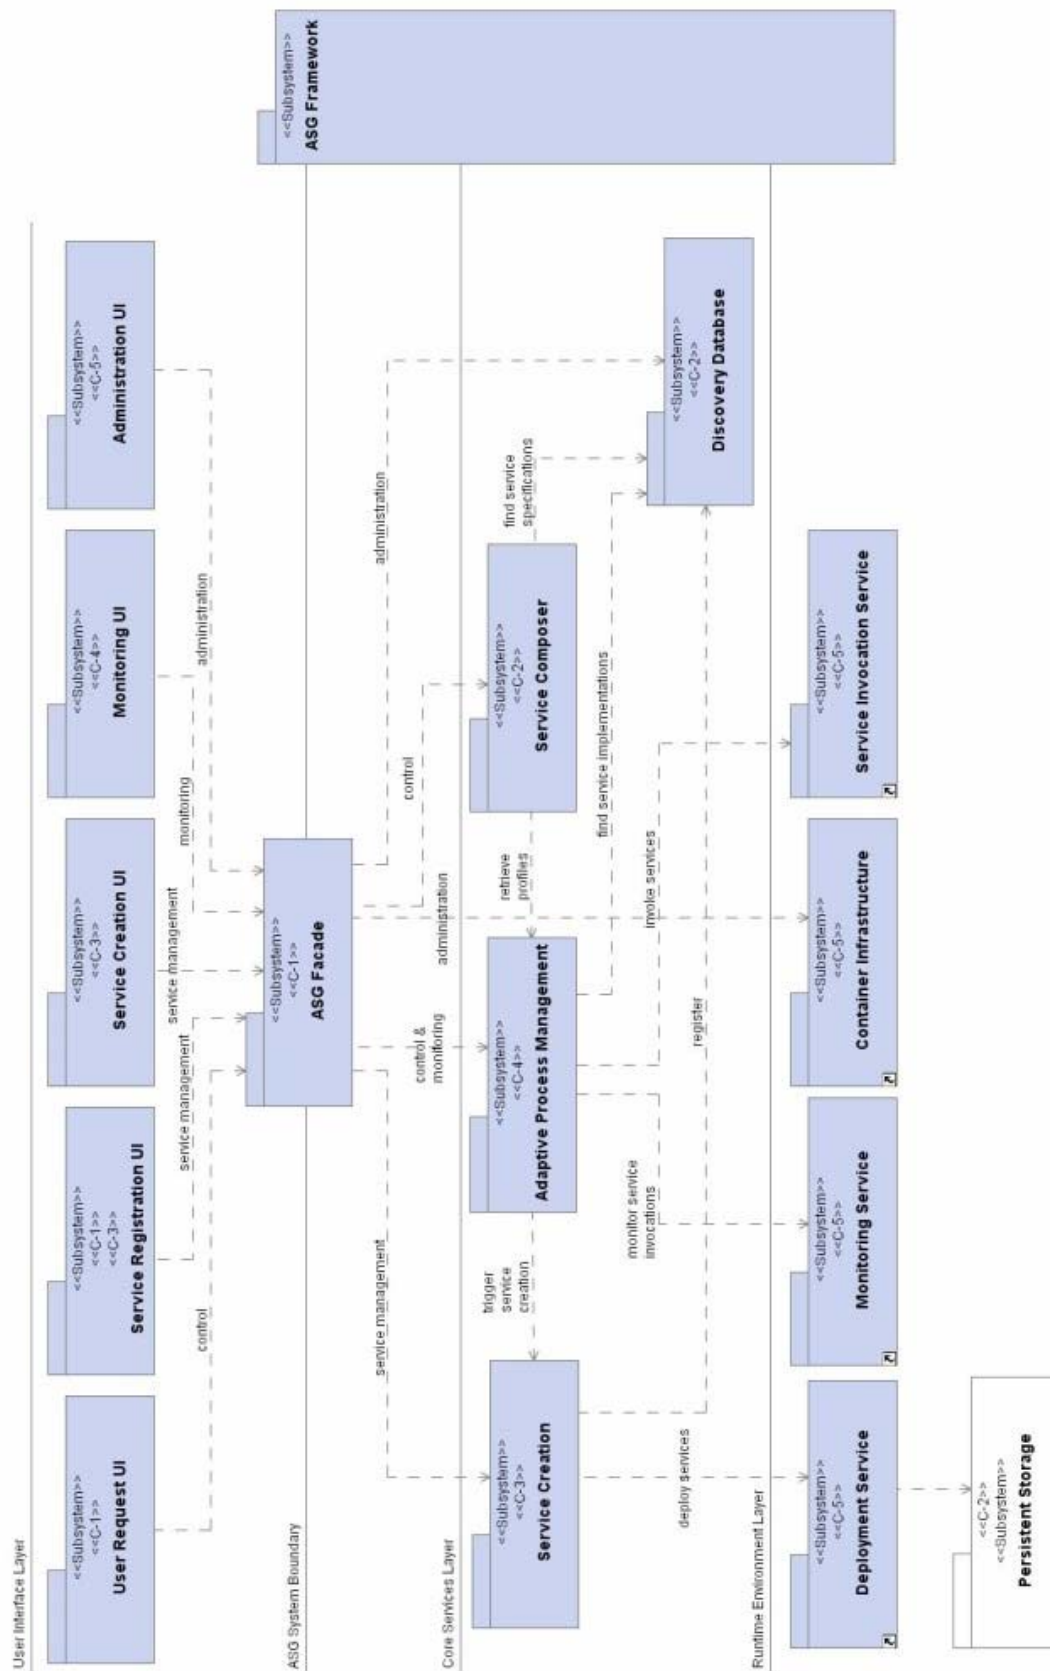 User Interface Layer
<<Subsystem>>
<<C-1>>
User Request UI
<<Subsystem>>
<<C-1>>
<<C-3>>
Service Registration UI
<<Subsystem>>
<<C-3>>
Service Creation UI
<<Subsystem>>
<<C-4>>
Monitoring UI
<<Subsystem>>
<<C-5>>
Administration UI
control
service management
service management
monitoring
administration
ASG System Boundary
<<Subsystem>>
<<C-1>>
ASG Facade
<<Subsystem>>
ASG Framework
service management
control &
monitoring
administration
control
administration
Core Services Layer
<<Subsystem>>
<<C-3>>
Service Creation
trigger
service
creation
<<Subsystem>>
<<C-4>>
Adaptive Process Management
retrieve
profiles
<<Subsystem>>
<<C-2>>
Service Composer
find service
specifications
<<Subsystem>>
<<C-2>>
Discovery Database
find service implementations
deploy services
monitor service
invocations
invoke services
register
Runtime Environment Layer
<<Subsystem>>
<<C-5>>
Deployment Service
<<Subsystem>>
<<C-5>>
Monitoring Service
<<Subsystem>>
<<C-5>>
Container Infrastructure
<<Subsystem>>
<<C-5>>
Service Invocation Service
<<C-2>>
<<Subsystem>>
Persistent Storage